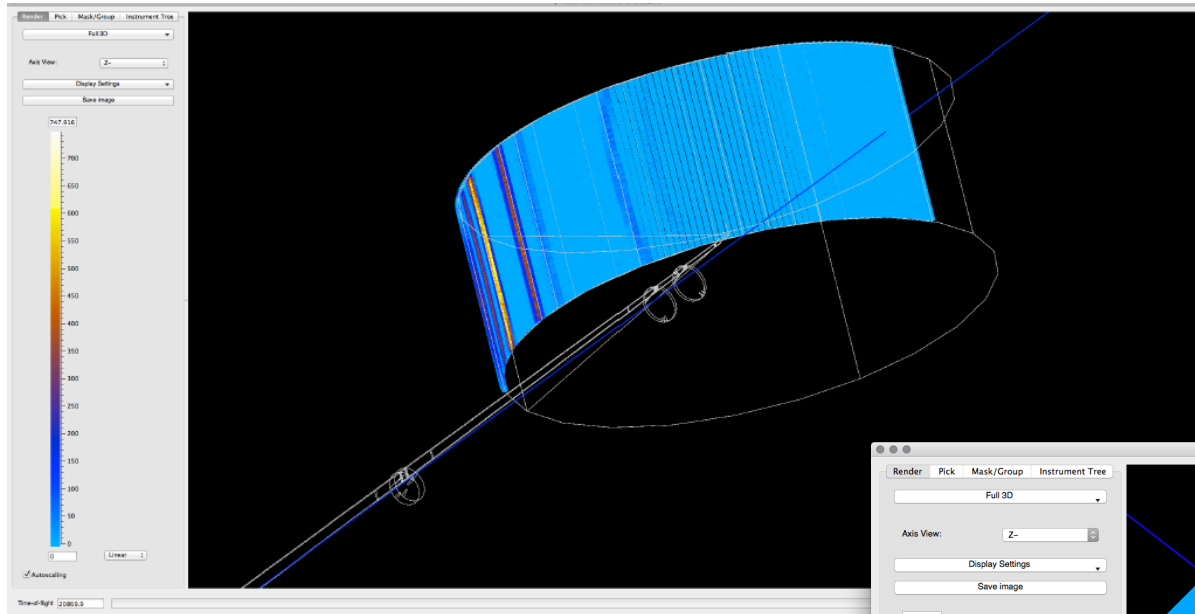 Render Pick Mask/Group Instrument Tree
Full 3D
Axis View: Z-
Display Settings
Save image
747.916
700
650
600
550
500
450
400
350
300
250
200
150
100
50
0
0 Linear
Autoscaling
Time-of-flight 20869.9
Render Pick Mask/Group Instrument Tree
Full 3D
Axis View: Z-
Display Settings
Save image